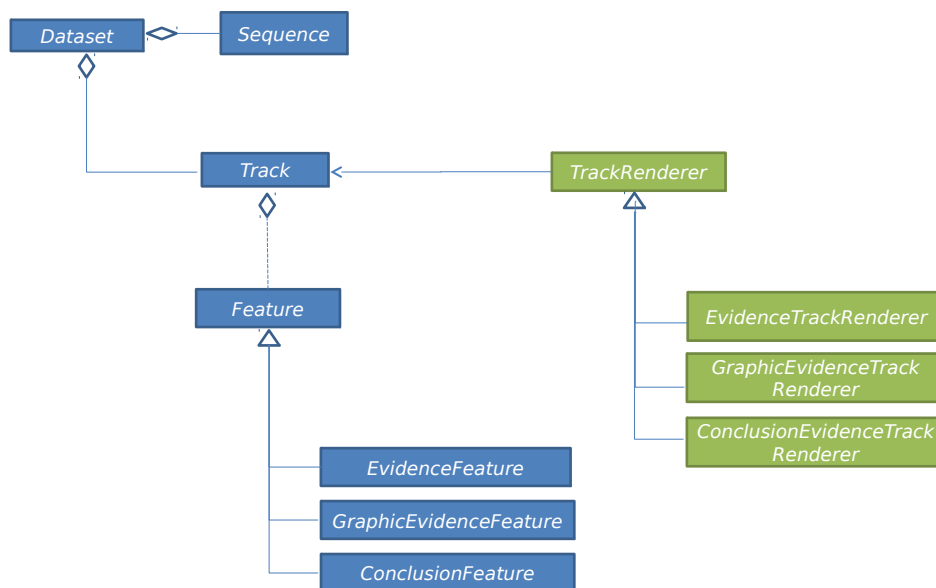 Dataset
Sequence
Track
TrackRenderer
Feature
EvidenceTrackRenderer
GraphicEvidenceTrack
Renderer
ConclusionEvidenceTrack
Renderer
EvidenceFeature
GraphicEvidenceFeature
ConclusionFeature